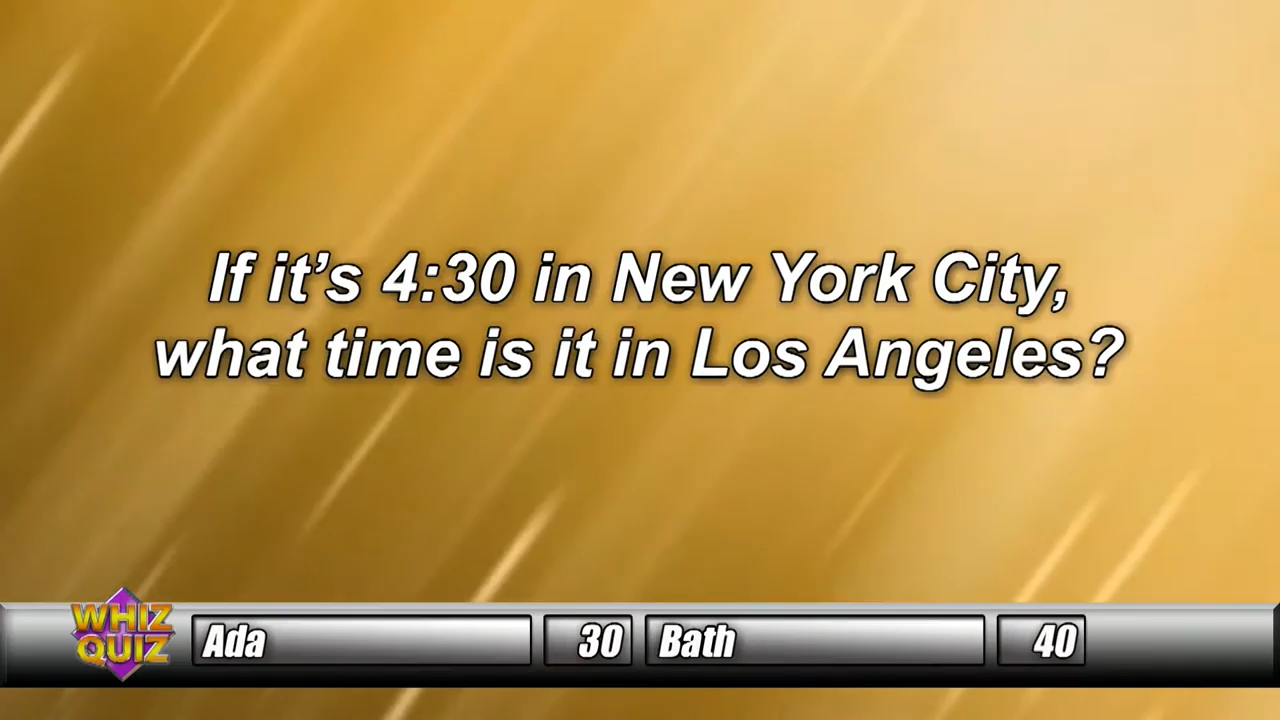 If it’s 4:30 in New York City,
what time is it in Los Angeles?
WHIZ
QUIZ
Ada 30 Bath 40